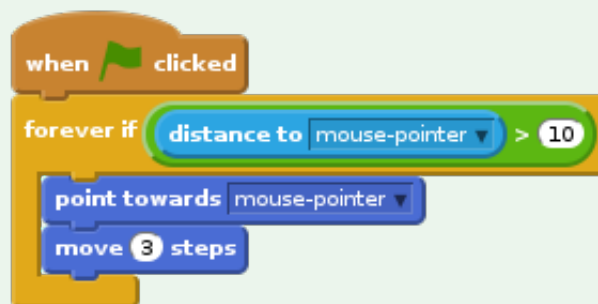 when clicked
forever if distance to mouse-pointer > 10
point towards mouse-pointer
move 3 steps